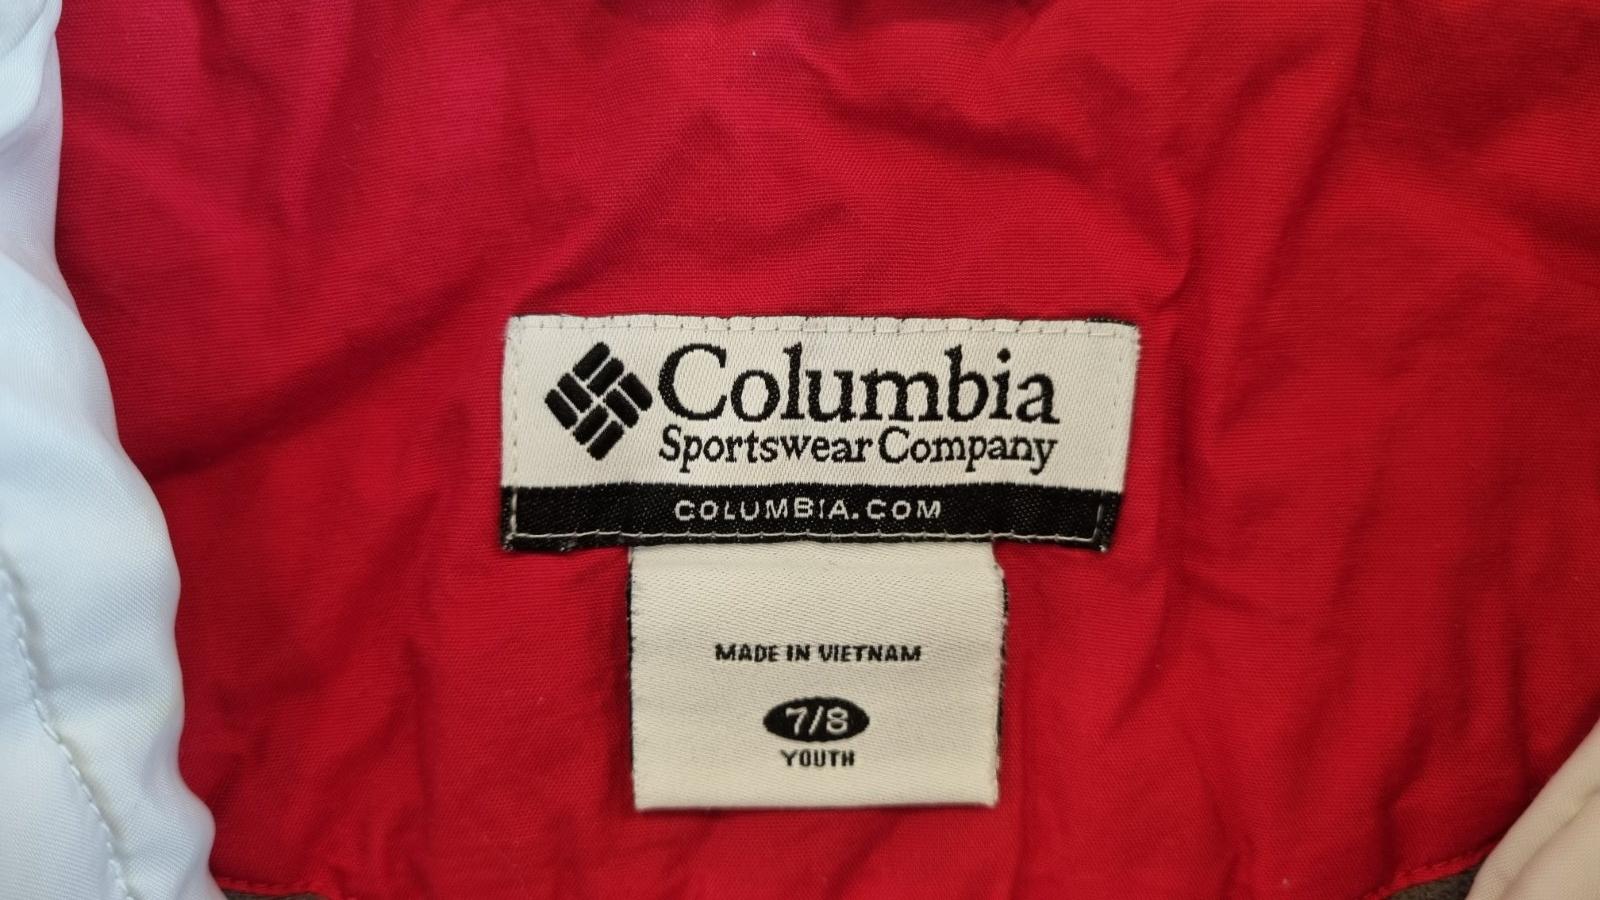 Columbia
Sportswear Company
COLUMBIA.COM
MADE IN VIETNAM
7/8
YOUTH